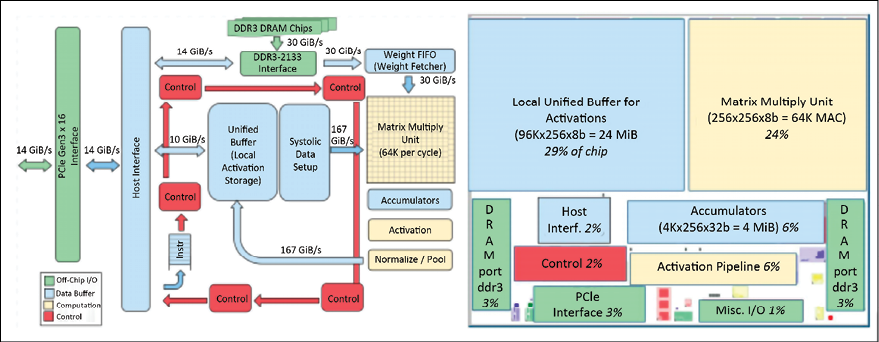 DDR3 DRAM Chips
30 GiB/s
14 GiB/s
DDR3-2133
Interface
30 GiB/s
Weight FIFO
(Weight Fetcher)
30 GiB/s
Control
Control
14 GiB/s
PCIe Gen3 x 16
Interface
14 GiB/s
Host Interface
10 GiB/s
Unified
Buffer
(Local
Activation
Storage)
Systolic
Data
Setup
167
GiB/s
Matrix Multiply
Unit
(64K per cycle)
Control
Accumulators
Activation
Instr
167 GiB/s
Normalize / Pool
Off-Chip I/O
Data Buffer
Computation
Control
Control
Control
Control
Local Unified Buffer for
Activations
(96Kx256x8b = 24 MiB
29% of chip
Matrix Multiply Unit
(256x256x8b = 64K MAC)
24%
D
R
A
M
port
ddr3
3%
Host
Interf. 2%
Accumulators
(4Kx256x32b = 4 MiB) 6%
Control 2%
Activation Pipeline 6%
PCIe
Interface 3%
Misc. I/O 1%
D
R
A
M
port
ddr3
3%